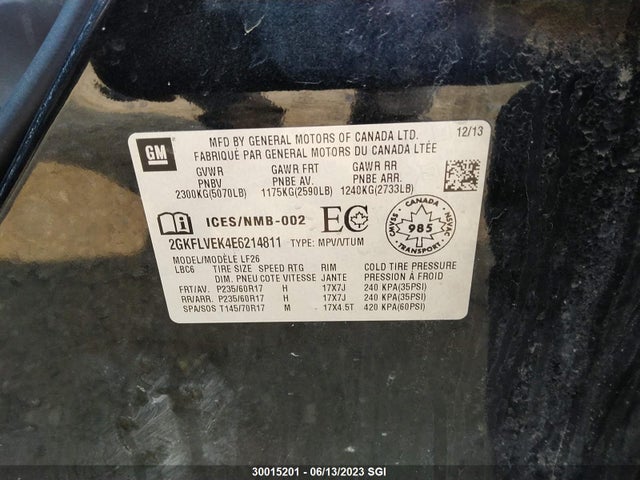 GM
MFD BY GENERAL MOTORS OF CANADA LTD.
12/13
FABRIQUÉ PAR GENERAL MOTORS DU CANADA LTÉE
GVWR GAWR FRT GAWR RR
PNBV PNBE AV. PNBE ARR.
2300KG(5070LB) 1175KG(2590LB) 1240KG(2733LB)
ICES/NMB-002 EC
CANADA
985
TRANSPORT
2GKFLVEK4E6214811 TYPE: MPV/VTUM
MODEL/MODÈLE LF26
LBC6 TIRE SIZE SPEED RTG RIM COLD TIRE PRESSURE
DIM. PNEU COTE VITESSE JANTE PRESSION À FROID
FRT/AV. P235/60R17 H 17X7J 240 KPA(35PSI)
RR/ARR. P235/60R17 H 17X7J 240 KPA(35PSI)
SPA/SOS T145/70R17 M 17X4.5T 420 KPA(60PSI)
30015201 - 06/13/2023 SGI